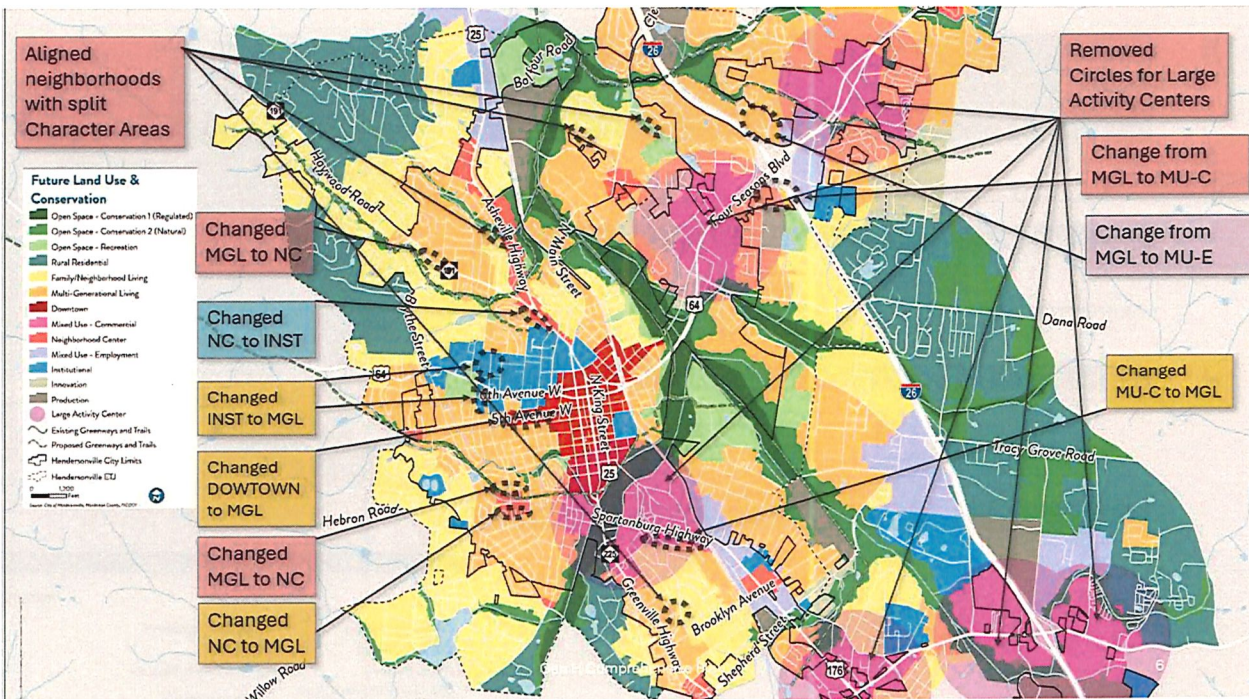 Aligned
neighborhoods
with split
Character Areas
Removed
Circles for Large
Activity Centers
Change from
MGL to MU-C
Change from
MGL to MU-E
Changed
MU-C to MGL
Future Land Use &
Conservation
Open Space - Conservation 1 (Regulated)
Open Space - Conservation 2 (Natural)
Open Space - Recreation
Rural Residential
Family/Neighborhood Living
Multi-Generational Living
Downtown
Mixed Use - Commercial
Neighborhood Center
Mixed Use - Employment
Institutional
Innovation
Production
Large Activity Center
Existing Greenways and Trails
Proposed Greenways and Trails
Hendersonville City Limits
Hendersonville ETJ
Feet
Changed
MGL to NC
Changed
NC to INST
Changed
INST to MGL
Changed
DOWTOWN
to MGL
Changed
MGL to NC
Changed
NC to MGL
25
26
Balfour Road
191
Haywood Road
Asheville Highway
N Main Street
Four Seasons Blvd
64
Dana Road
Blythe Street
64
6th Avenue W
5th Avenue W
N King Street
26
Tracy Grove Road
25
Hebron Road
Spartanburg Highway
225
Greenville Highway
Brooklyn Avenue
Shepherd Street
176
Willow Road
6